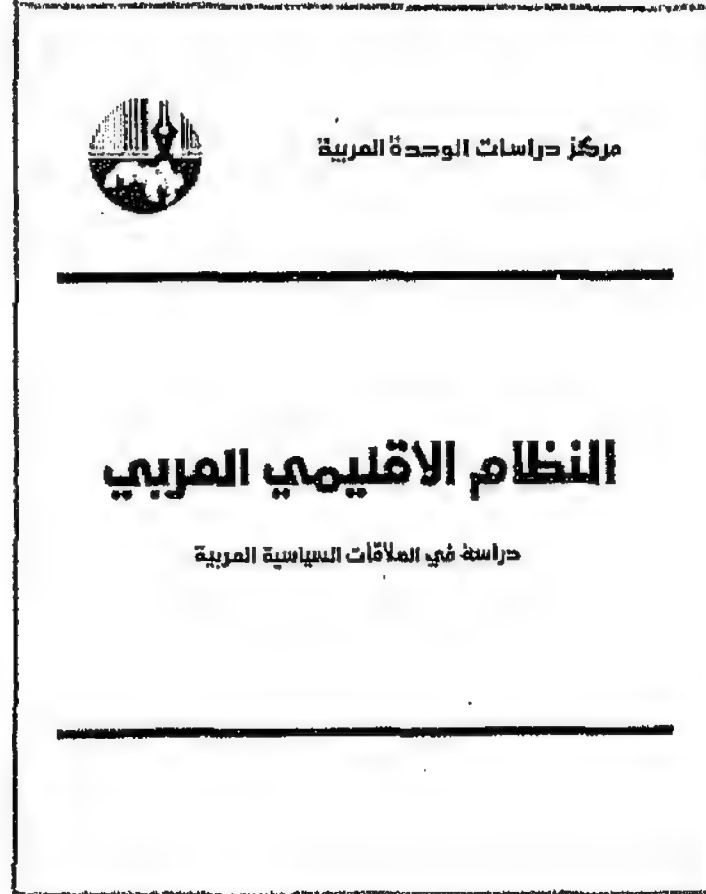 مركز دراسات الوحدة العربية
النظام الاقليمي العربي
دراسة في العلاقات السياسية العربية